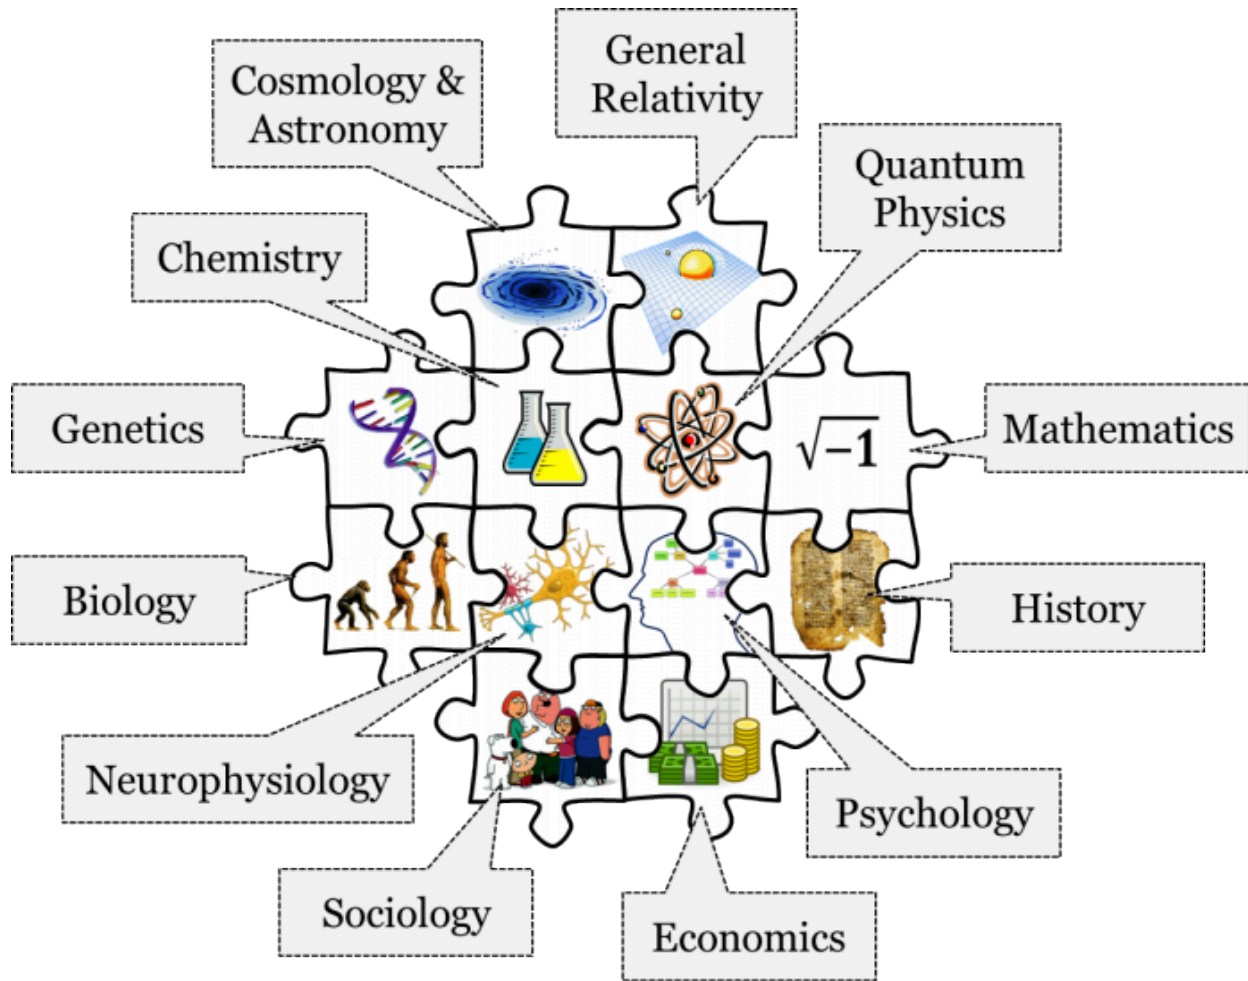 General
Relativity
Cosmology &
Astronomy
Quantum
Physics
Chemistry
Genetics
√-1
Mathematics
Biology
History
Neurophysiology
Psychology
Sociology
Economics